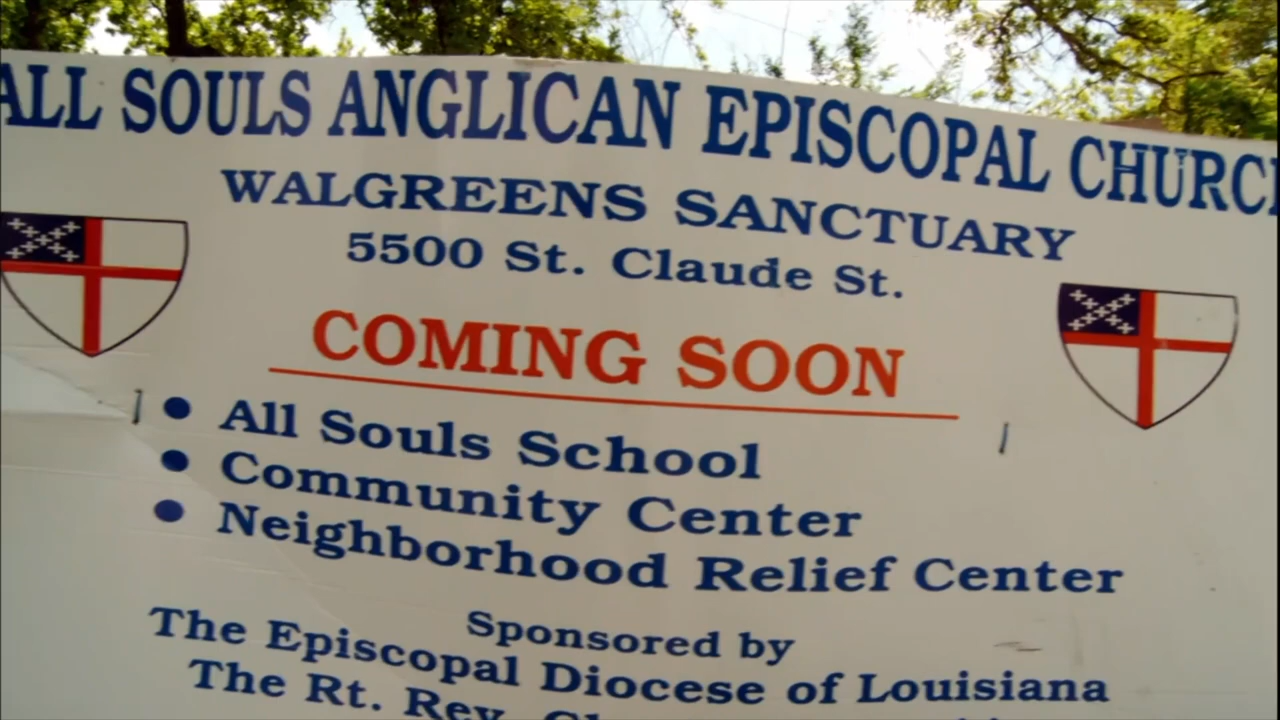 ALL SOULS ANGLICAN EPISCOPAL CHURC
WALGREENS SANCTUARY
5500 St. Claude St.
COMING SOON
• All Souls School
• Community Center
• Neighborhood Relief Center
Sponsored by
The Episcopal Diocese of Louisiana
The Rt. Rev.